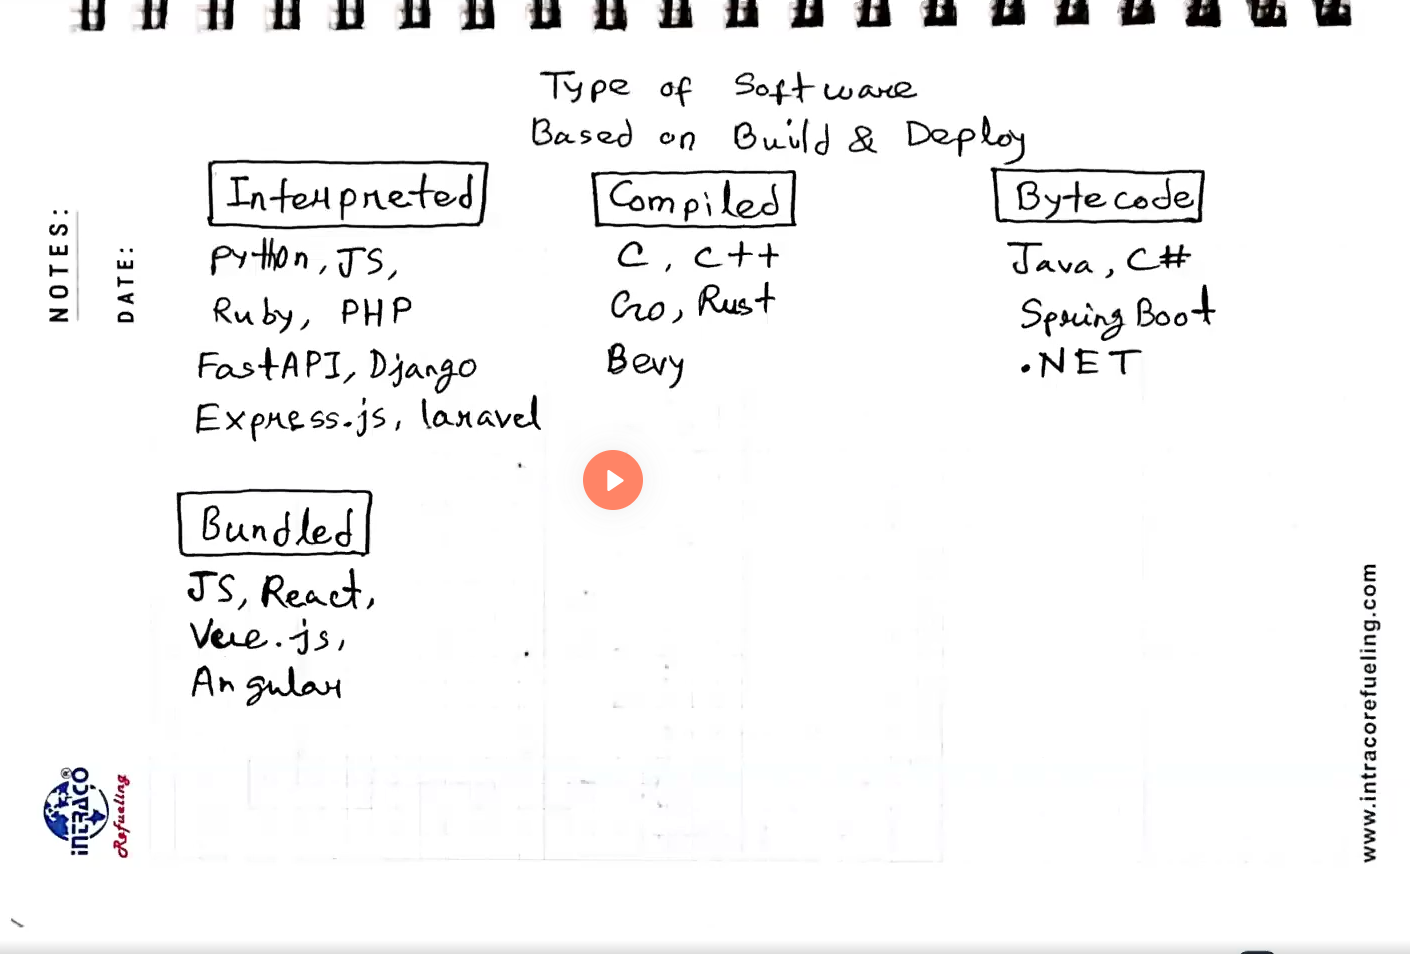 Type of Software
Based on Build & Deploy
Interpreted
Python, JS,
Ruby, PHP
FastAPI, Django
Express.js, laravel
Compiled
C, C++
Go, Rust
Bevy
Bytecode
Java, C#
Spring Boot
.NET
Bundled
JS, React,
Vue.js,
Angular
NOTES:
DATE:
INTRACO®
Refueling
www.intracorefueling.com